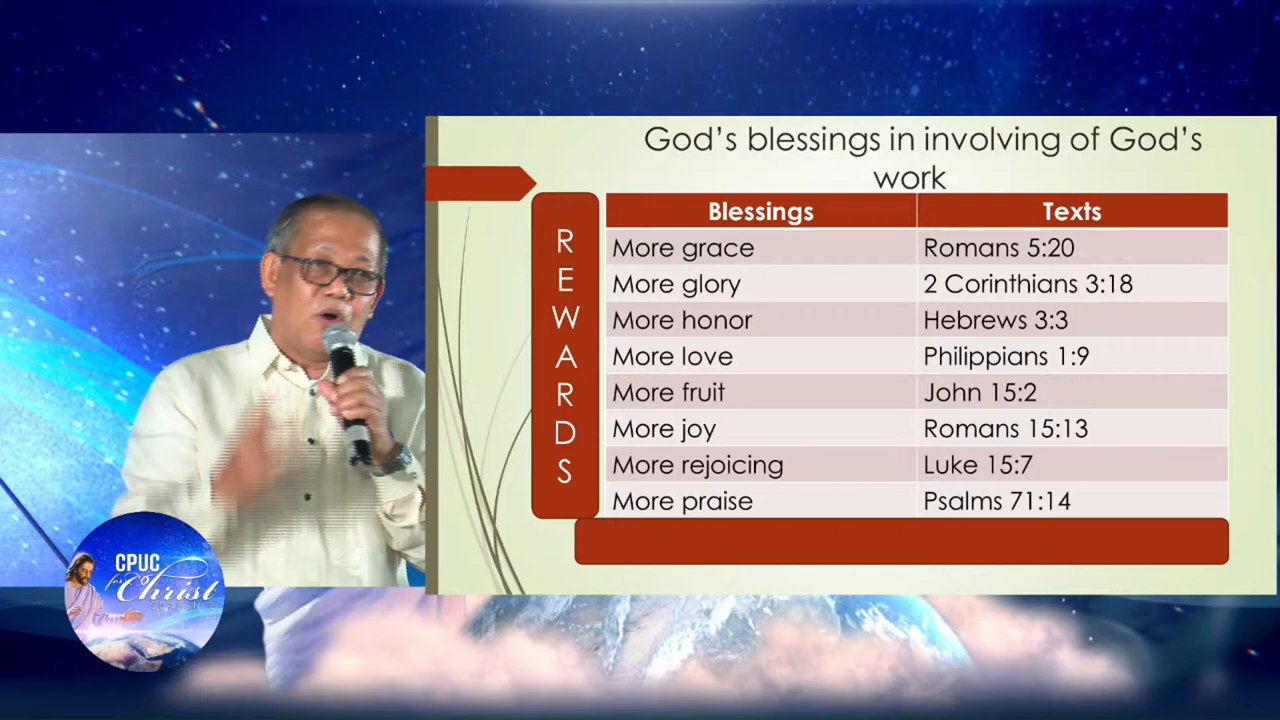 God's blessings in involving of God's
work
Blessings Texts
More grace Romans 5:20
More glory 2 Corinthians 3:18
More honor Hebrews 3:3
More love Philippians 1:9
More fruit John 15:2
More joy Romans 15:13
More rejoicing Luke 15:7
More praise Psalms 71:14
REWARDS
CPUC
for Christ